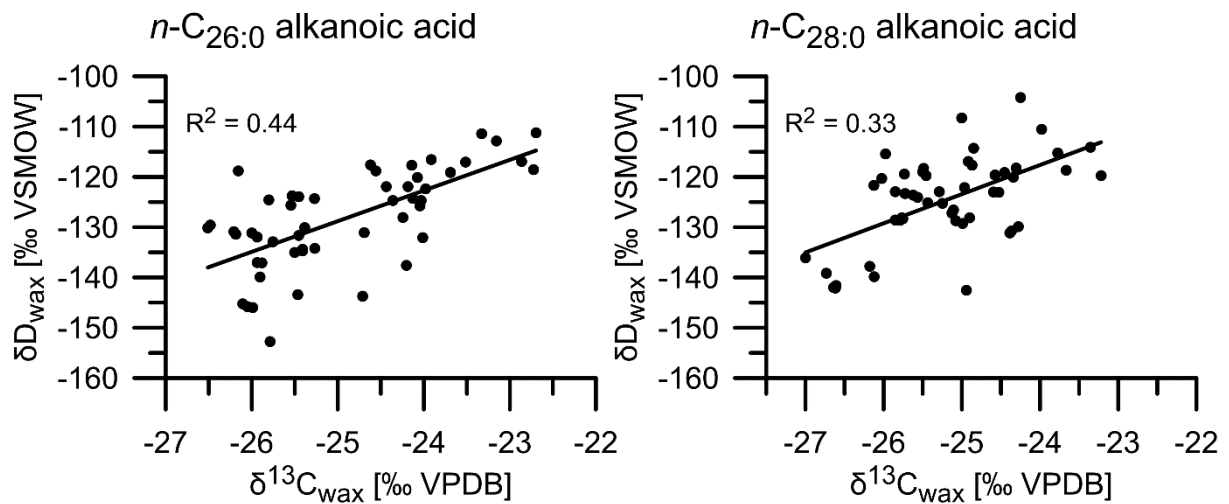 n-C26:0 alkanoic acid
-100
-110
-120
-130
-140
-150
-160
δDwax [‰ VSMOW]
R² = 0.44
-27 -26 -25 -24 -23 -22
δ¹³Cwax [‰ VPDB]
n-C28:0 alkanoic acid
-100
-110
-120
-130
-140
-150
-160
δDwax [‰ VSMOW]
R² = 0.33
-27 -26 -25 -24 -23 -22
δ¹³Cwax [‰ VPDB]